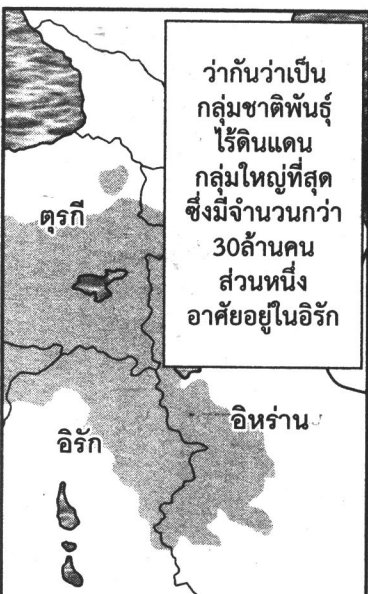 ว่ากันว่าเป็น
กลุ่มชาติพันธุ์
ไร้ดินแดน
กลุ่มใหญ่ที่สุด
ซึ่งมีจำนวนกว่า
30ล้านคน
ส่วนหนึ่ง
อาศัยอยู่ในอิรัก
ตุรกี
อิหร่าน
อิรัก